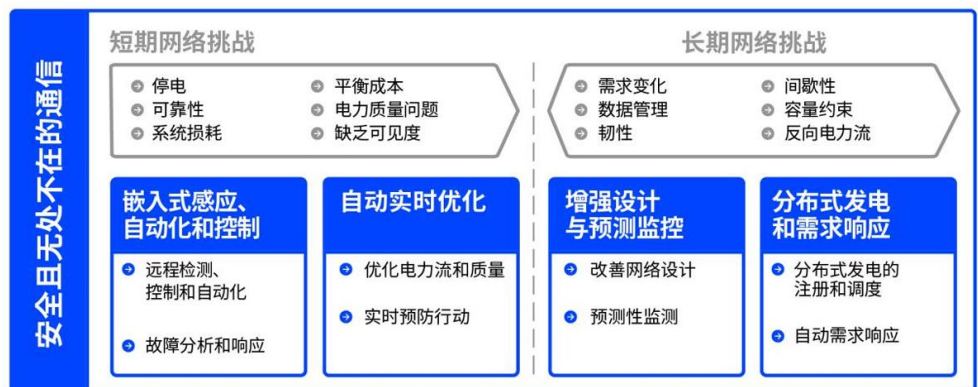 安全且无处不在的通信
短期网络挑战
停电
可靠性
系统损耗
平衡成本
电力质量问题
缺乏可见度
长期网络挑战
需求变化
数据管理
韧性
间歇性
容量约束
反向电力流
嵌入式感应、
自动化和控制
远程检测、
控制和自动化
故障分析和响应
自动实时优化
优化电力流和质量
实时预防行动
增强设计
与预测监控
改善网络设计
预测性监测
分布式发电
和需求响应
分布式发电的
注册和调度
自动需求响应